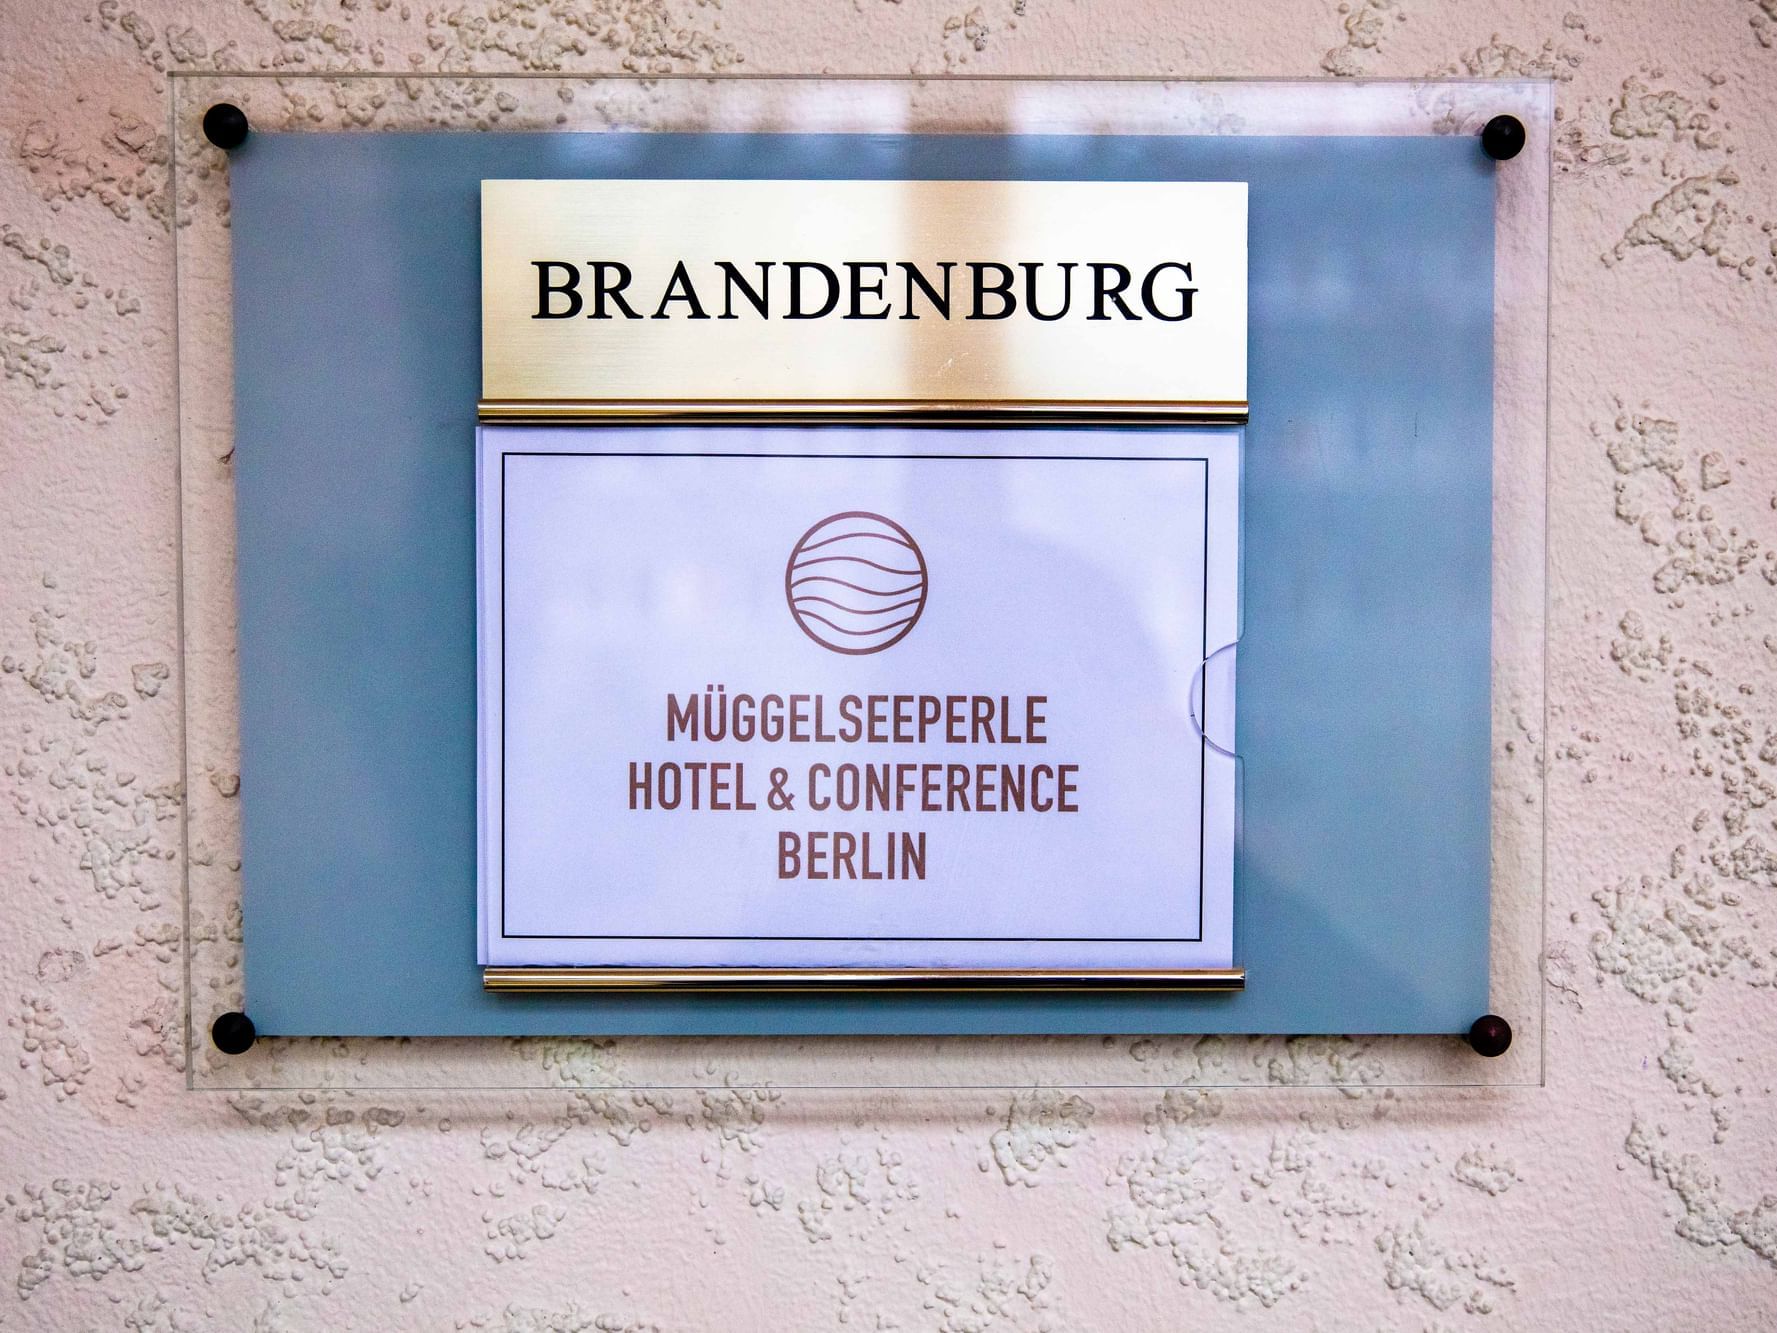 BRANDENBURG
MÜGGELSEEPERLE
HOTEL & CONFERENCE
BERLIN